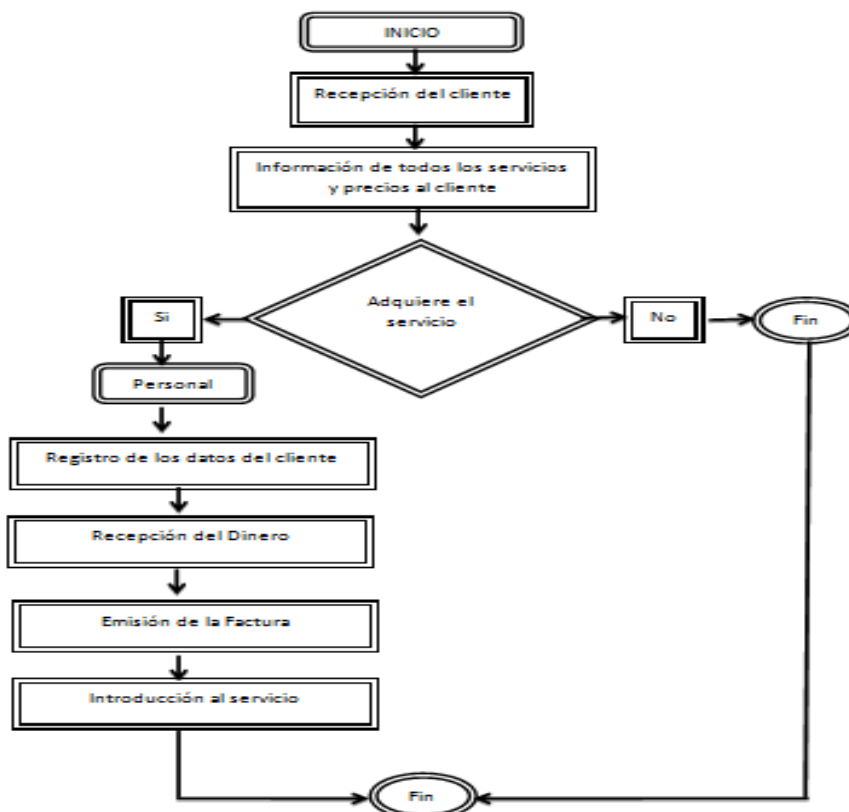 INICIO
Recepción del cliente
Información de todos los servicios
y precios al cliente
Adquiere el
servicio
Si
No
Fin
Personal
Registro de los datos del cliente
Recepción del Dinero
Emisión de la Factura
Introducción al servicio
Fin